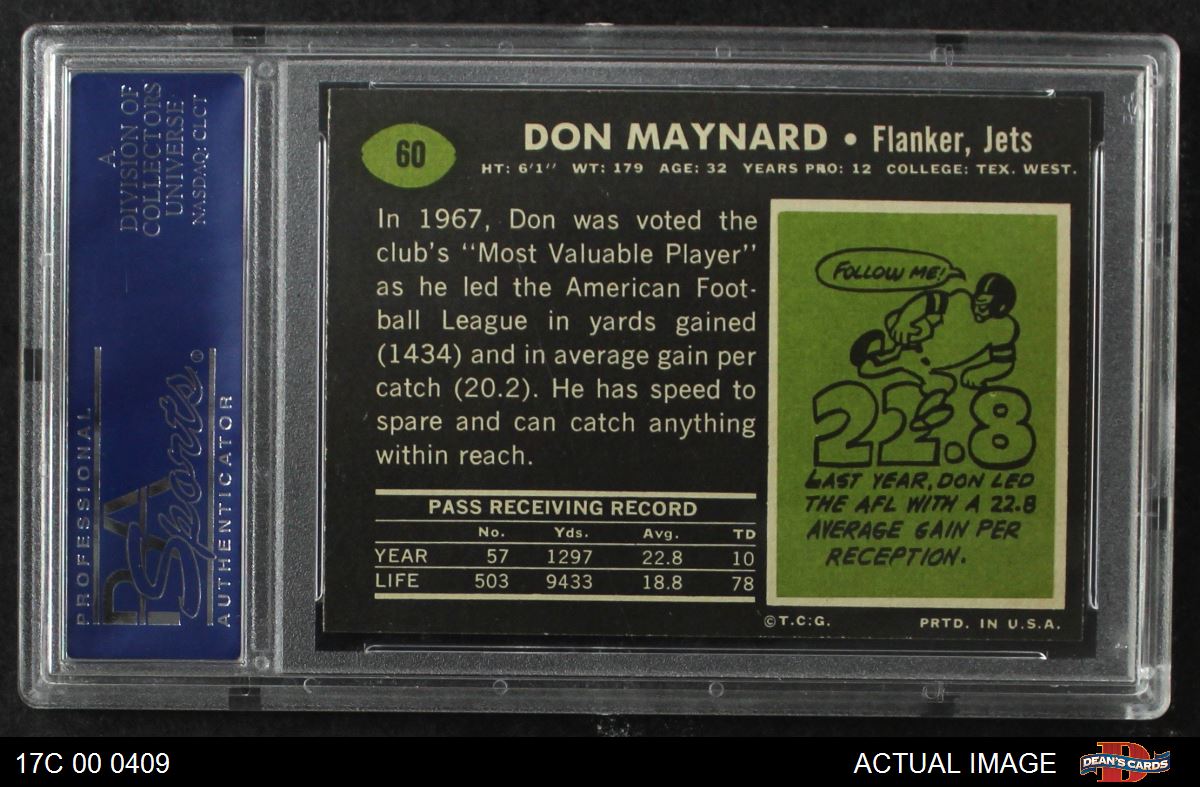 A
DIVISION OF
COLLECTORS
UNIVERSE
NASDAQ: CLCT
PROFESSIONAL
PSA
Sports®
AUTHENTICATOR
60
DON MAYNARD • Flanker, Jets
HT: 6'1'' WT: 179 AGE: 32 YEARS PRO: 12 COLLEGE: TEX. WEST.
In 1967, Don was voted the
club's "Most Valuable Player"
as he led the American Foot-
ball League in yards gained
(1434) and in average gain per
catch (20.2). He has speed to
spare and can catch anything
within reach.
PASS RECEIVING RECORD
No. Yds. Avg. TD
YEAR 57 1297 22.8 10
LIFE 503 9433 18.8 78
FOLLOW ME!
22.8
LAST YEAR, DON LED
THE AFL WITH A 22.8
AVERAGE GAIN PER
RECEPTION.
©T.C.G. PRTD. IN U.S.A.
17C 00 0409
ACTUAL IMAGE
D
DEAN'S CARDS